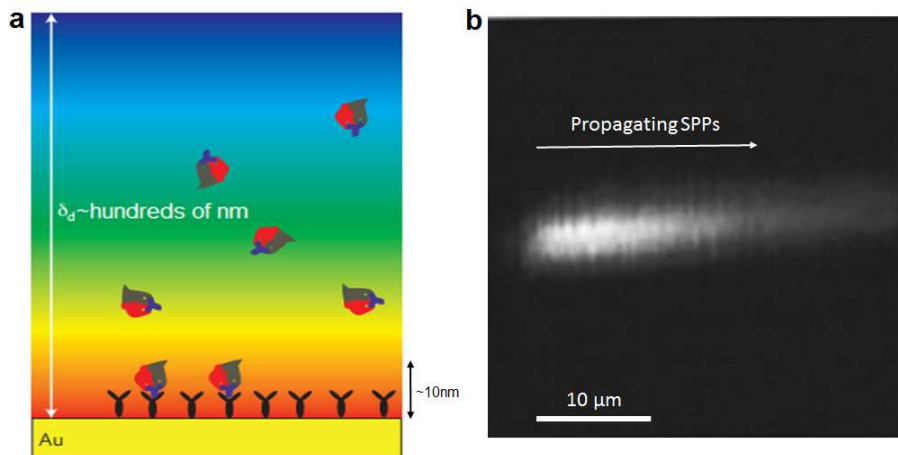 a
δd~hundreds of nm
~10nm
Au
b
Propagating SPPs
10 μm